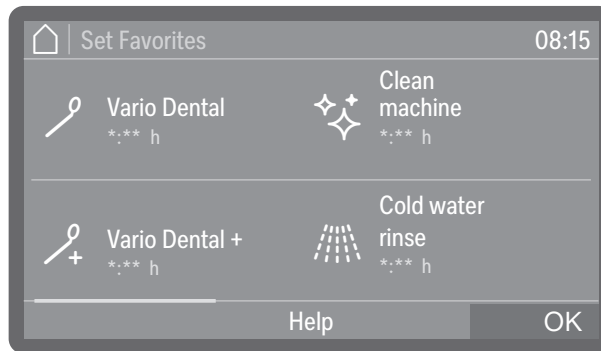 Set Favorites 08:15
Vario Dental
*:** h
Clean
machine
*:** h
Vario Dental +
*:** h
Cold water
rinse
*:** h
Help OK